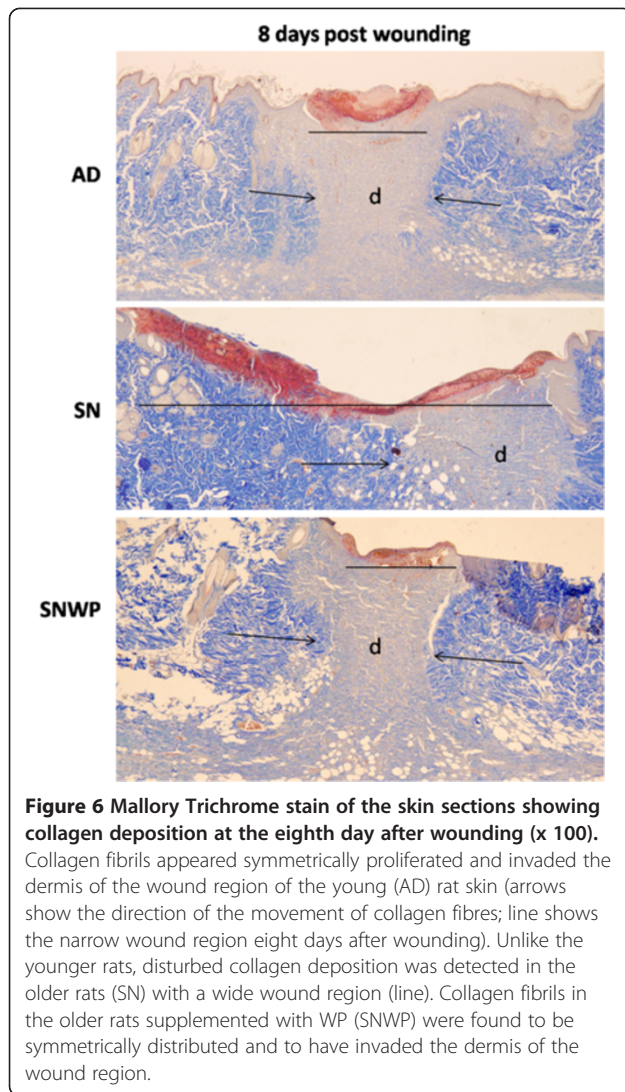 8 days post wounding
AD
d
SN
d
SNWP
d
Figure 6 Mallory Trichrome stain of the skin sections showing
collagen deposition at the eighth day after wounding (x 100).
Collagen fibrils appeared symmetrically proliferated and invaded the
dermis of the wound region of the young (AD) rat skin (arrows
show the direction of the movement of collagen fibres; line shows
the narrow wound region eight days after wounding). Unlike the
younger rats, disturbed collagen deposition was detected in the
older rats (SN) with a wide wound region (line). Collagen fibrils in
the older rats supplemented with WP (SNWP) were found to be
symmetrically distributed and to have invaded the dermis of the
wound region.